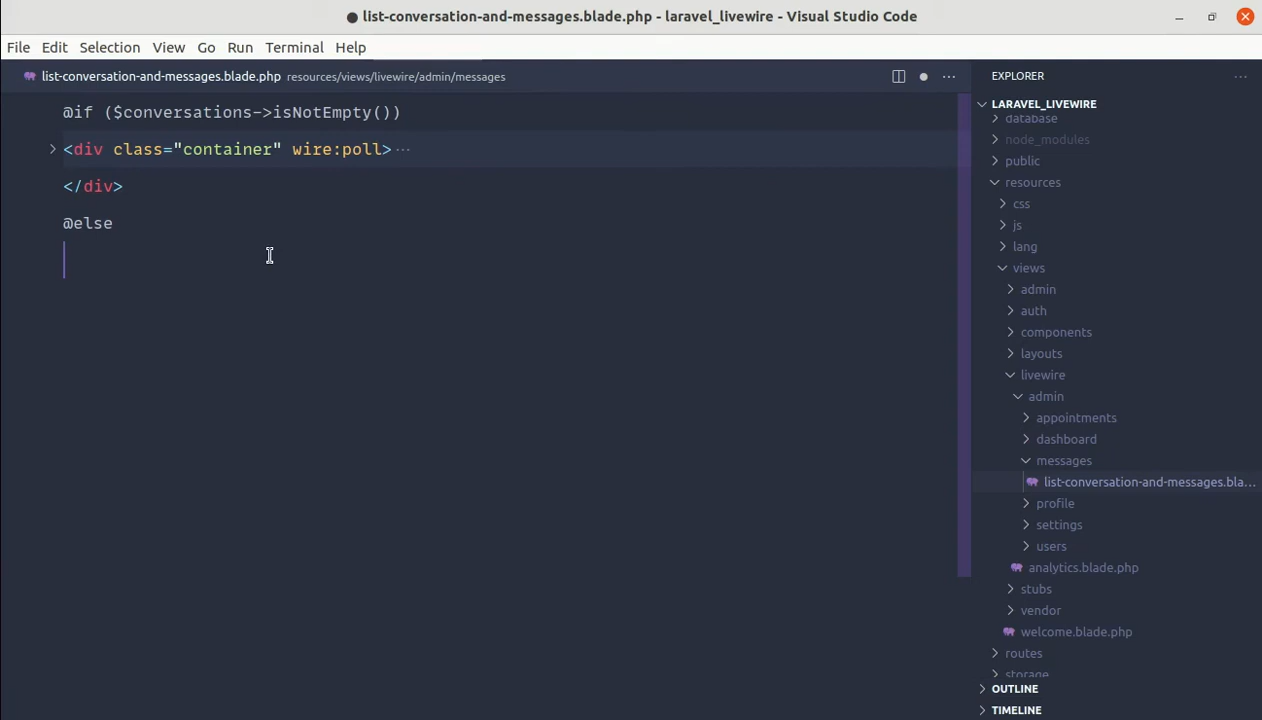 ● list-conversation-and-messages.blade.php - laravel_livewire - Visual Studio Code
File Edit Selection View Go Run Terminal Help
list-conversation-and-messages.blade.php resources/views/livewire/admin/messages
@if ($conversations->isNotEmpty())
<div class="container" wire:poll>···
</div>
@else
EXPLORER
LARAVEL_LIVEWIRE
database
node_modules
public
resources
css
js
lang
views
admin
auth
components
layouts
livewire
admin
appointments
dashboard
messages
list-conversation-and-messages.bla...
profile
settings
users
analytics.blade.php
stubs
vendor
welcome.blade.php
routes
storage
OUTLINE
TIMELINE